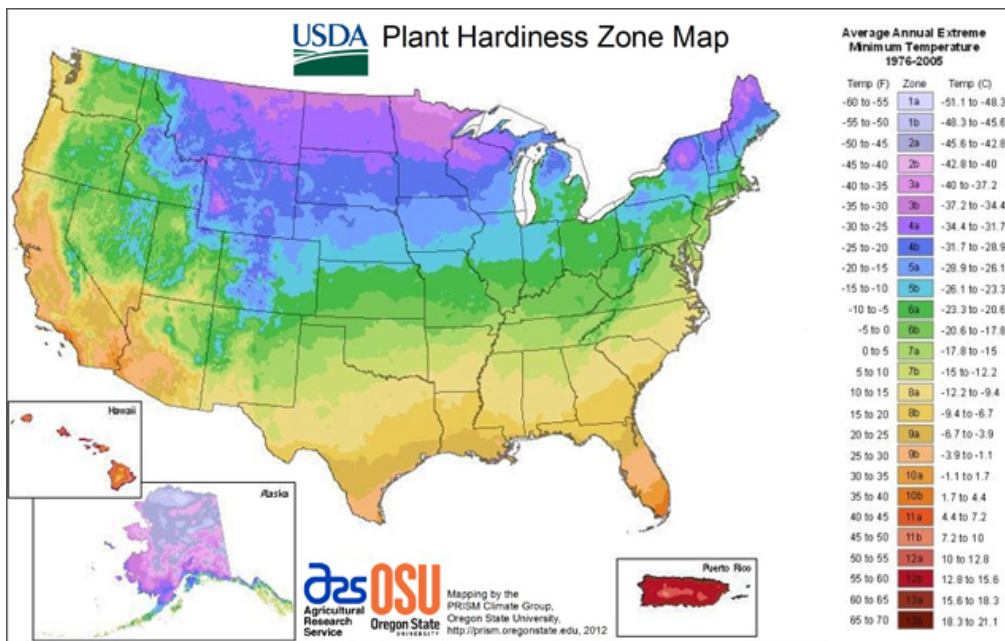 USDA Plant Hardiness Zone Map
Average Annual Extreme
Minimum Temperature
1976-2005
Temp (F) Zone Temp (C)
-60 to -55 1a -51.1 to -48.3
-55 to -50 1b -48.3 to -45.6
-50 to -45 2a -45.6 to -42.8
-45 to -40 2b -42.8 to -40
-40 to -35 3a -40 to -37.2
-35 to -30 3b -37.2 to -34.4
-30 to -25 4a -34.4 to -31.7
-25 to -20 4b -31.7 to -28.9
-20 to -15 5a -28.9 to -26.1
-15 to -10 5b -26.1 to -23.3
-10 to -5 6a -23.3 to -20.6
-5 to 0 6b -20.6 to -17.8
0 to 5 7a -17.8 to -15
5 to 10 7b -15 to -12.2
10 to 15 8a -12.2 to -9.4
15 to 20 8b -9.4 to -6.7
20 to 25 9a -6.7 to -3.9
25 to 30 9b -3.9 to -1.1
30 to 35 10a -1.1 to 1.7
35 to 40 10b 1.7 to 4.4
40 to 45 11a 4.4 to 7.2
45 to 50 11b 7.2 to 10
50 to 55 12a 10 to 12.8
55 to 60 12b 12.8 to 15.6
60 to 65 13a 15.6 to 18.3
65 to 70 13b 18.3 to 21.1
Hawaii
Alaska
ars
Agricultural
Research
Service
OSU
Oregon State
UNIVERSITY
Mapping by the
PRISM Climate Group,
Oregon State University,
http://prism.oregonstate.edu, 2012
Puerto Rico